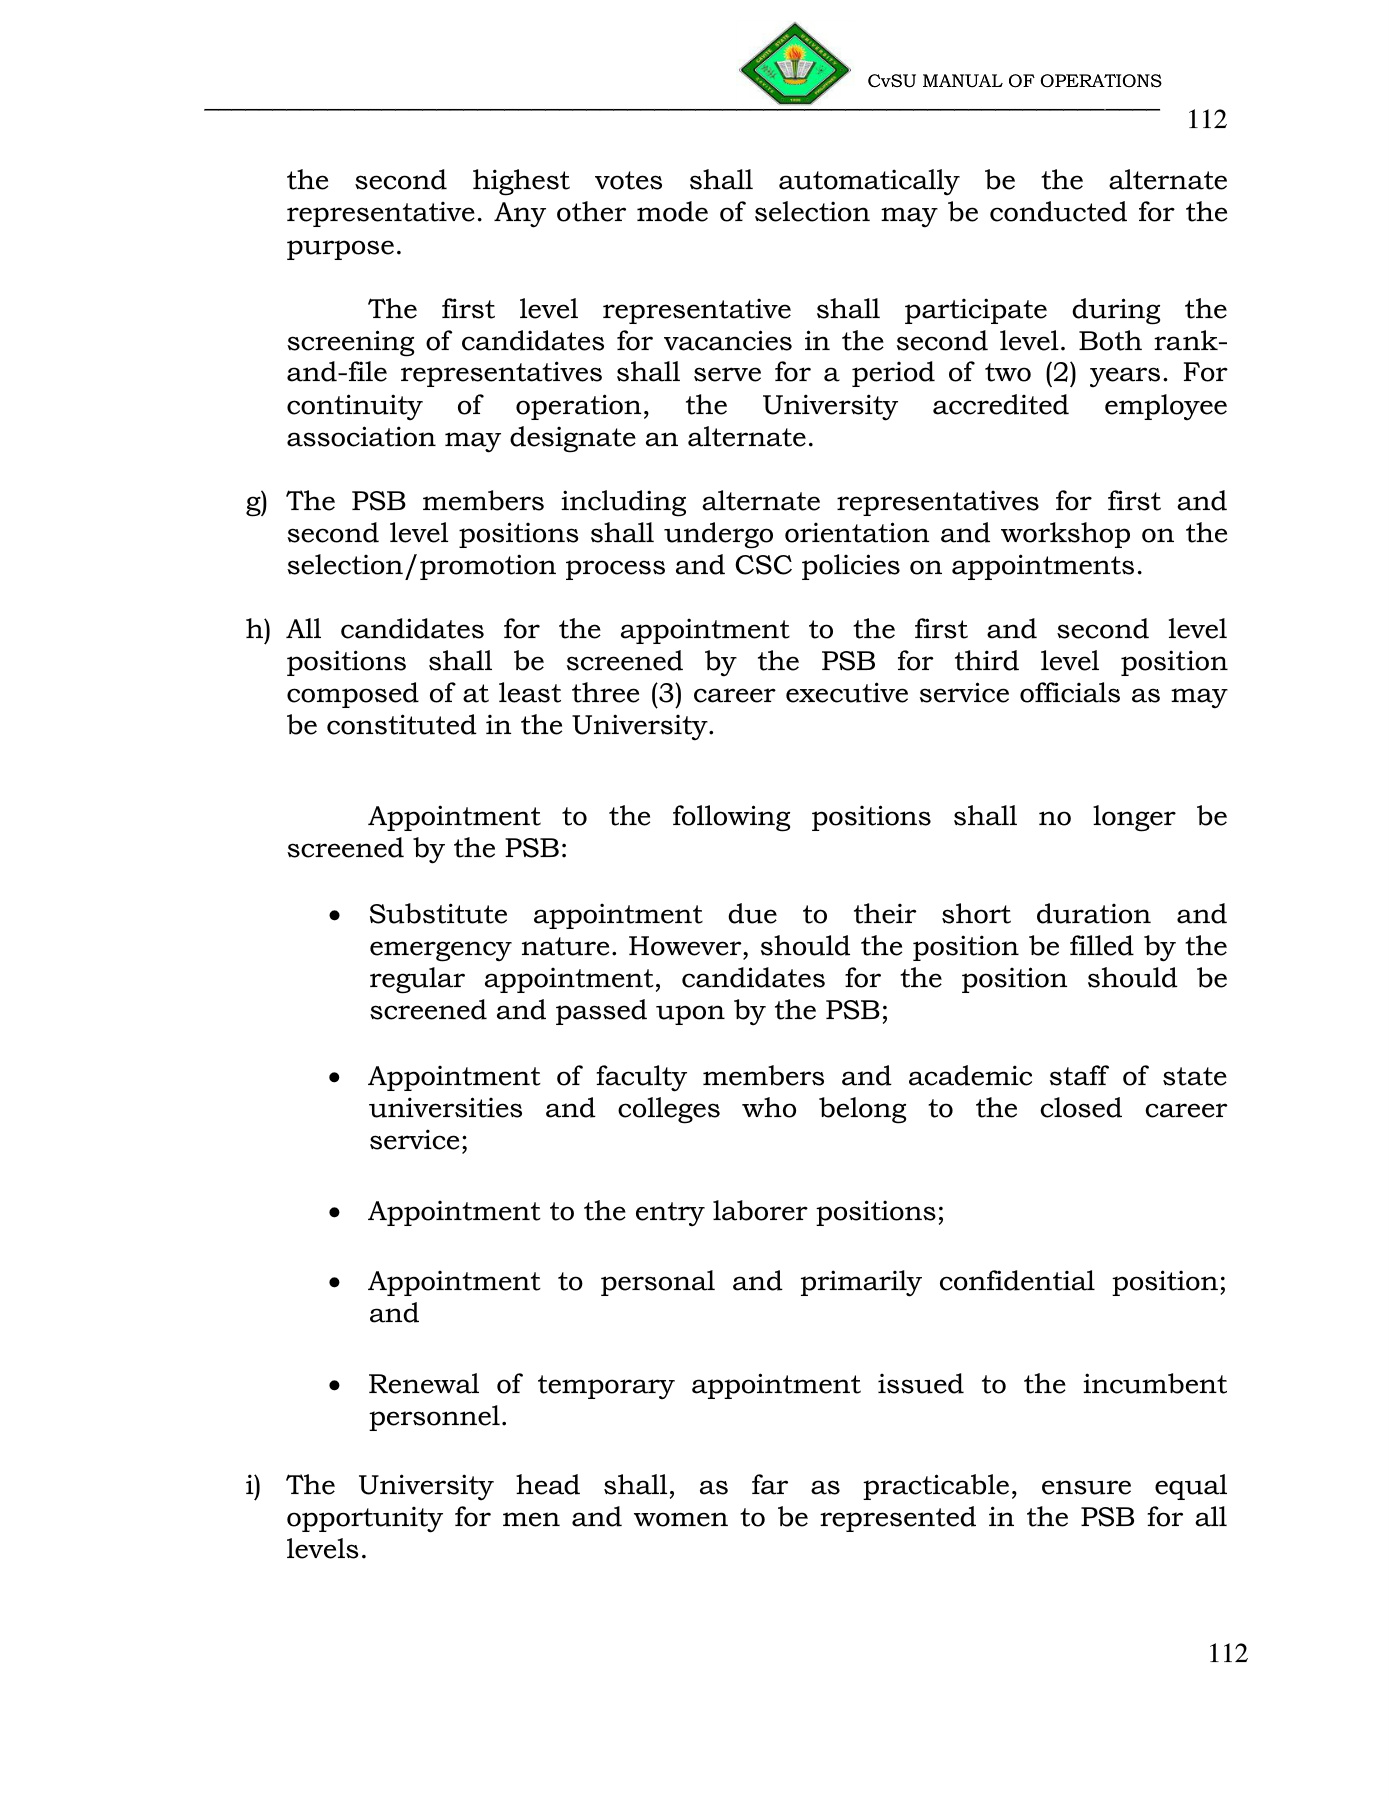 CvSU MANUAL OF OPERATIONS
112
the second highest votes shall automatically be the alternate
representative. Any other mode of selection may be conducted for the
purpose.
The first level representative shall participate during the
screening of candidates for vacancies in the second level. Both rank-
and-file representatives shall serve for a period of two (2) years. For
continuity of operation, the University accredited employee
association may designate an alternate.
g) The PSB members including alternate representatives for first and
second level positions shall undergo orientation and workshop on the
selection/promotion process and CSC policies on appointments.
h) All candidates for the appointment to the first and second level
positions shall be screened by the PSB for third level position
composed of at least three (3) career executive service officials as may
be constituted in the University.
Appointment to the following positions shall no longer be
screened by the PSB:
• Substitute appointment due to their short duration and
emergency nature. However, should the position be filled by the
regular appointment, candidates for the position should be
screened and passed upon by the PSB;
• Appointment of faculty members and academic staff of state
universities and colleges who belong to the closed career
service;
• Appointment to the entry laborer positions;
• Appointment to personal and primarily confidential position;
and
• Renewal of temporary appointment issued to the incumbent
personnel.
i) The University head shall, as far as practicable, ensure equal
opportunity for men and women to be represented in the PSB for all
levels.
112